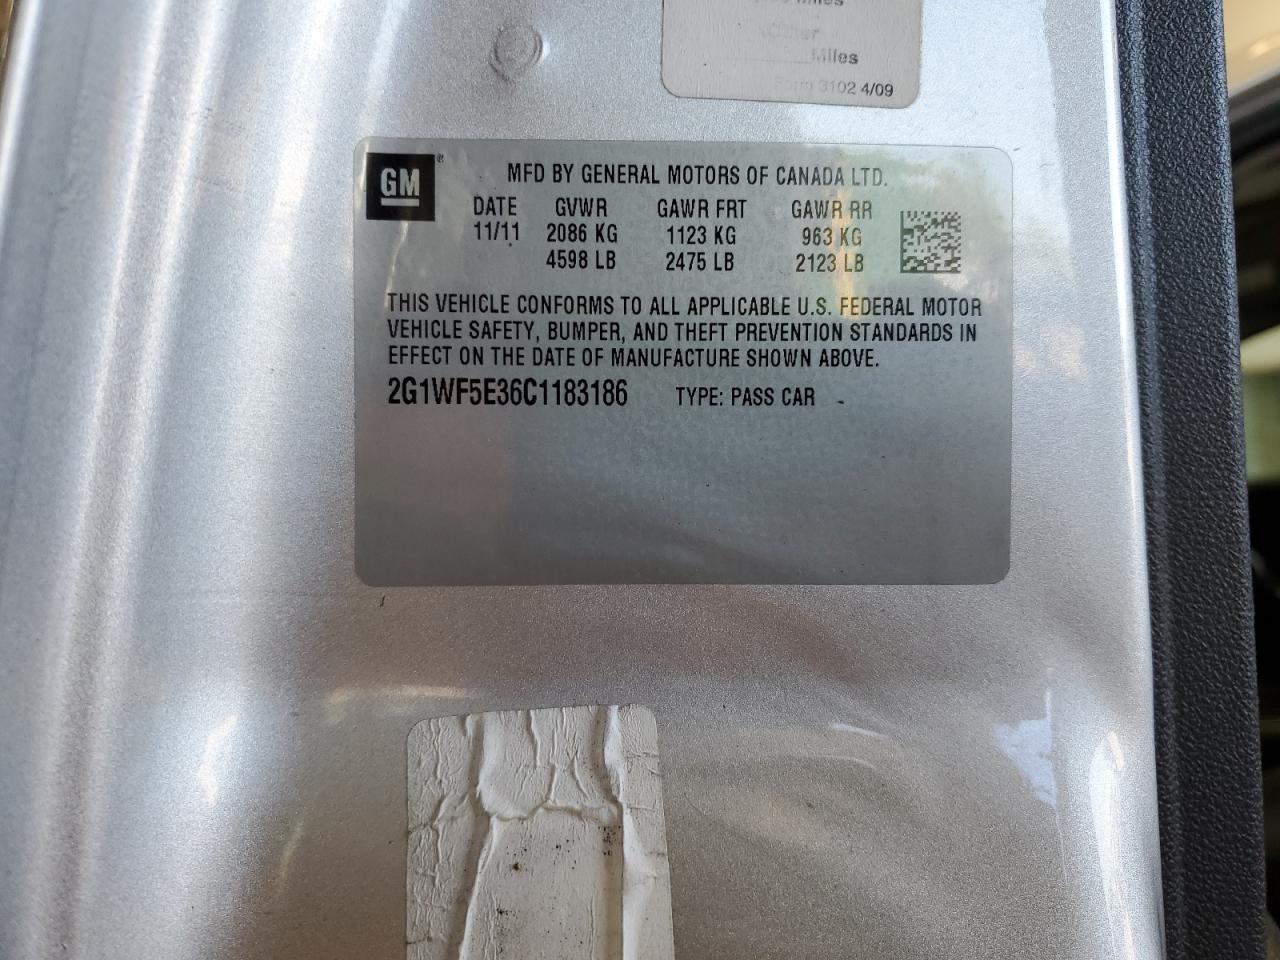 Miles
Form 3102 4/09
GM ®
MFD BY GENERAL MOTORS OF CANADA LTD.
DATE GVWR GAWR FRT GAWR RR
11/11 2086 KG 1123 KG 963 KG
4598 LB 2475 LB 2123 LB
THIS VEHICLE CONFORMS TO ALL APPLICABLE U.S. FEDERAL MOTOR
VEHICLE SAFETY, BUMPER, AND THEFT PREVENTION STANDARDS IN
EFFECT ON THE DATE OF MANUFACTURE SHOWN ABOVE.
2G1WF5E36C1183186 TYPE: PASS CAR